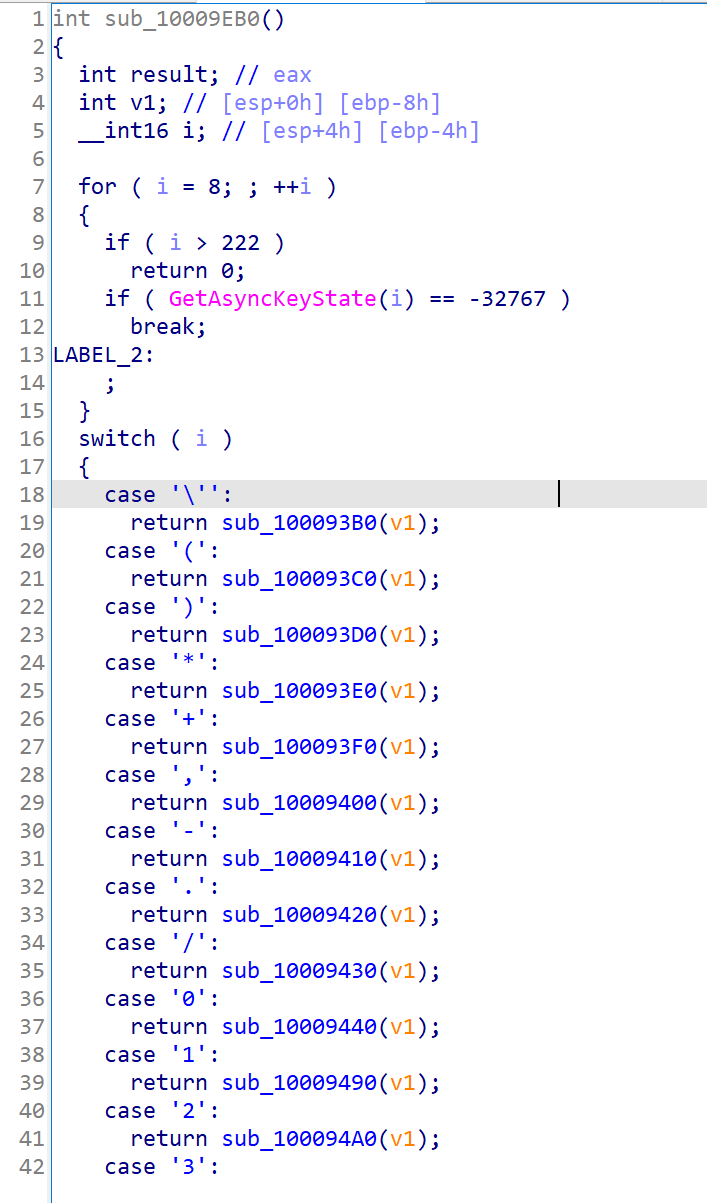 1 int sub_10009EB0()
2 {
3   int result; // eax
4   int v1; // [esp+0h] [ebp-8h]
5   __int16 i; // [esp+4h] [ebp-4h]
6
7   for ( i = 8; ; ++i )
8   {
9     if ( i > 222 )
10       return 0;
11     if ( GetAsyncKeyState(i) == -32767 )
12       break;
13 LABEL_2:
14     ;
15   }
16   switch ( i )
17   {
18     case '\'':
19       return sub_100093B0(v1);
20     case '(':
21       return sub_100093C0(v1);
22     case ')':
23       return sub_100093D0(v1);
24     case '*':
25       return sub_100093E0(v1);
26     case '+':
27       return sub_100093F0(v1);
28     case ',':
29       return sub_10009400(v1);
30     case '-':
31       return sub_10009410(v1);
32     case '.':
33       return sub_10009420(v1);
34     case '/':
35       return sub_10009430(v1);
36     case '0':
37       return sub_10009440(v1);
38     case '1':
39       return sub_10009490(v1);
40     case '2':
41       return sub_100094A0(v1);
42     case '3':